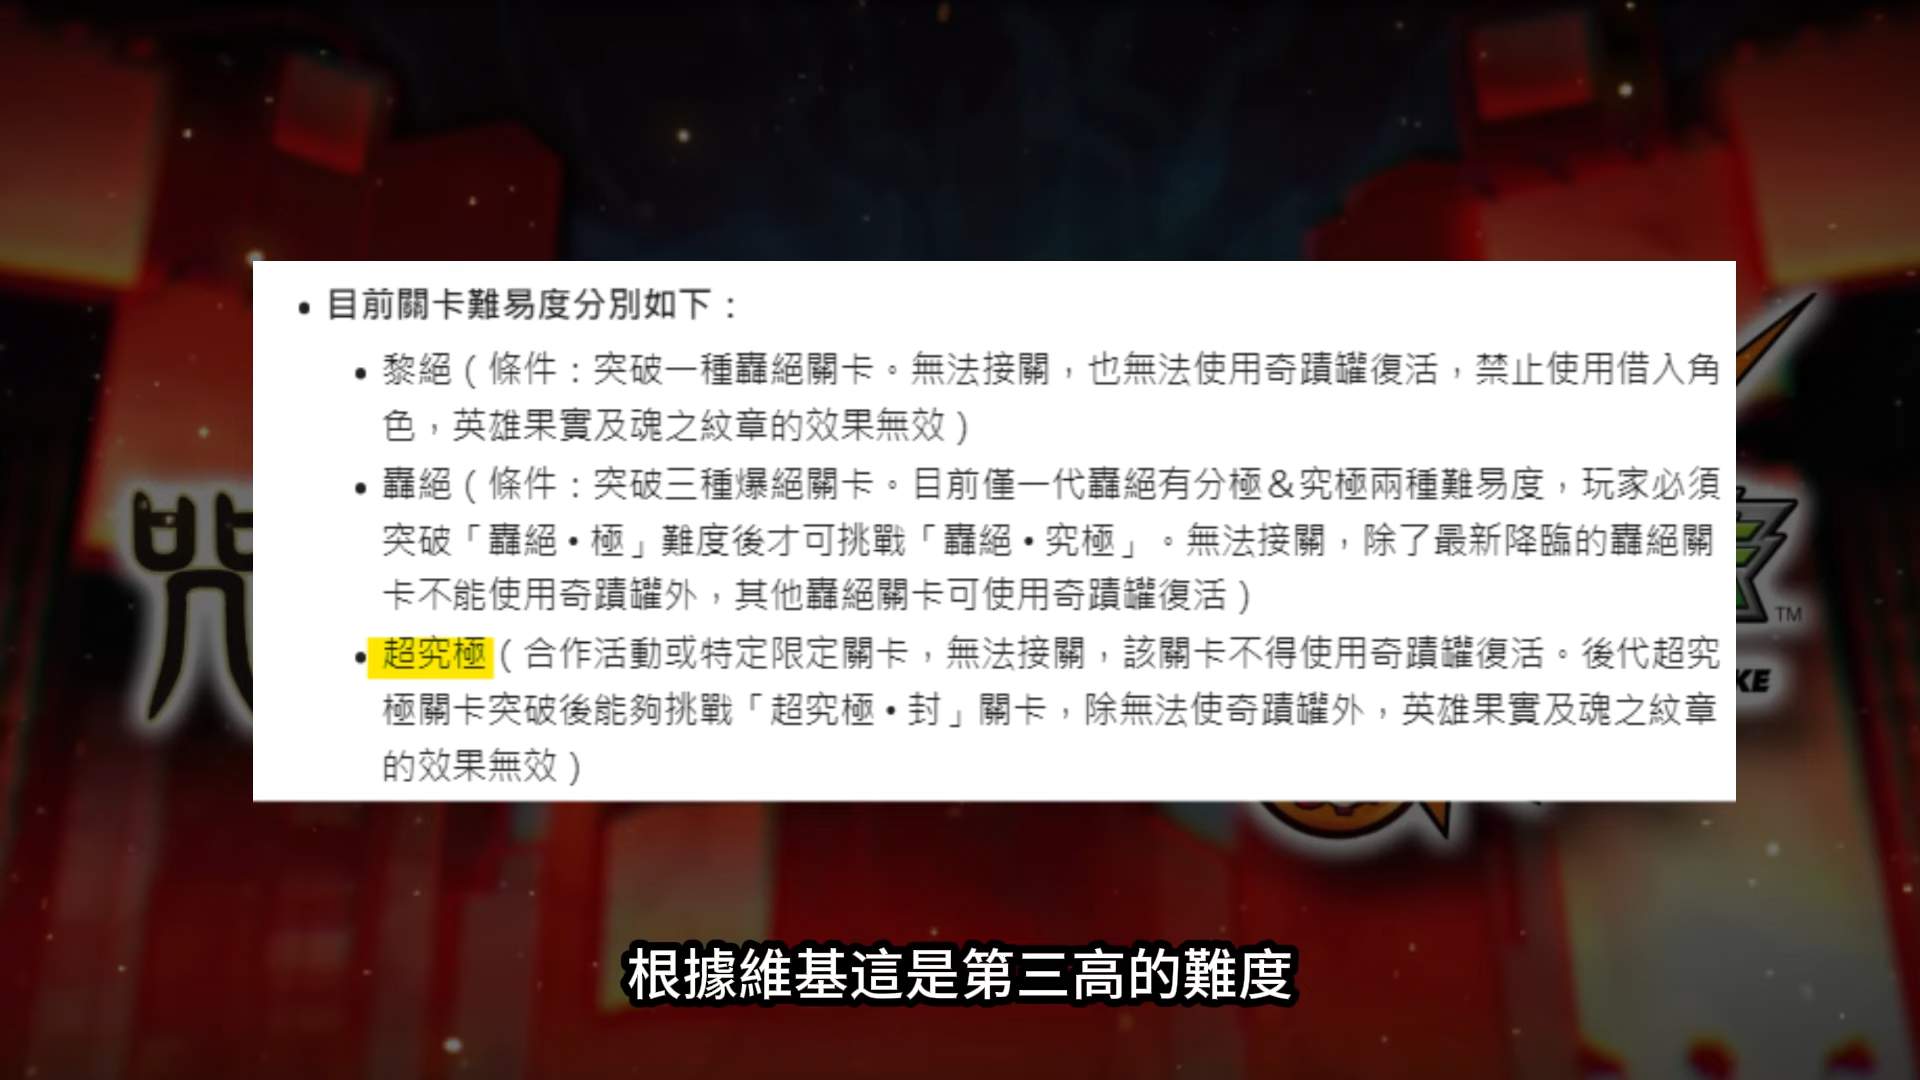 • 目前關卡難易度分別如下：
• 黎絕（條件：突破一種轟絕關卡。無法接關，也無法使用奇蹟罐復活，禁止使用借入角
色，英雄果實及魂之紋章的效果無效）
• 轟絕（條件：突破三種爆絕關卡。目前僅一代轟絕有分極＆究極兩種難易度，玩家必須
突破「轟絕•極」難度後才可挑戰「轟絕•究極」。無法接關，除了最新降臨的轟絕關
卡不能使用奇蹟罐外，其他轟絕關卡可使用奇蹟罐復活）
• 超究極（合作活動或特定限定關卡，無法接關，該關卡不得使用奇蹟罐復活。後代超究
極關卡突破後能夠挑戰「超究極•封」關卡，除無法使奇蹟罐外，英雄果實及魂之紋章
的效果無效）
咒
TM
KE
根據維基這是第三高的難度